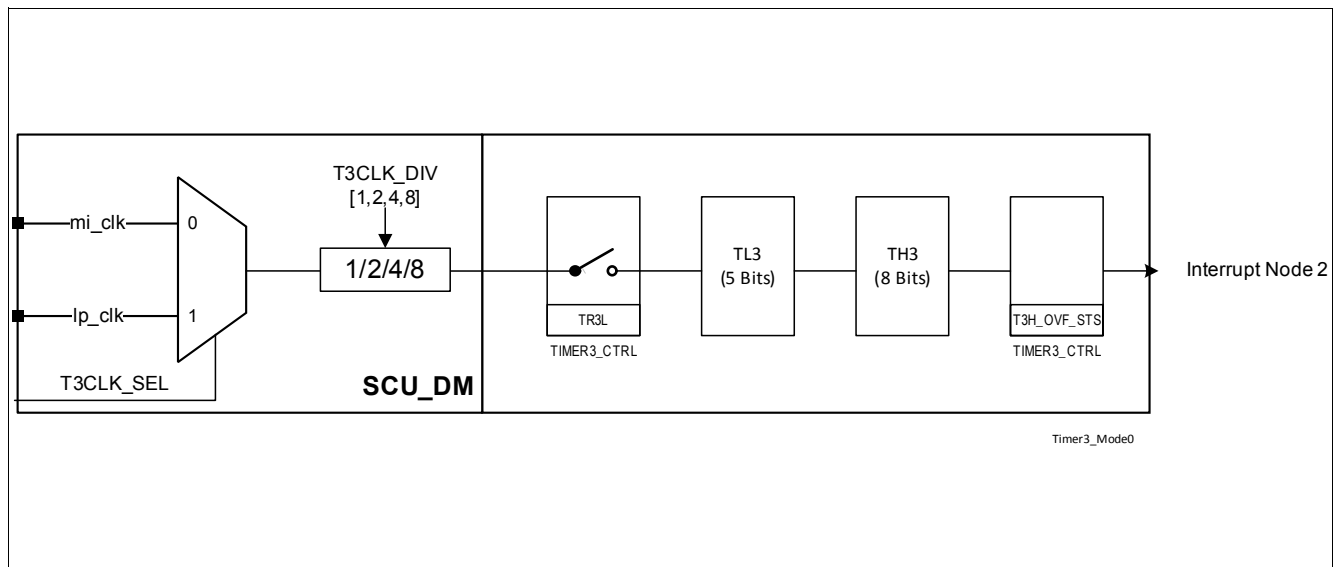 T3CLK_DIV
[1,2,4,8]
mi_clk
0
1/2/4/8
lp_clk
1
T3CLK_SEL
SCU_DM
TR3L
TIMER3_CTRL
TL3
(5 Bits)
TH3
(8 Bits)
T3H_OVF_STS
TIMER3_CTRL
Interrupt Node 2
Timer3_Mode0